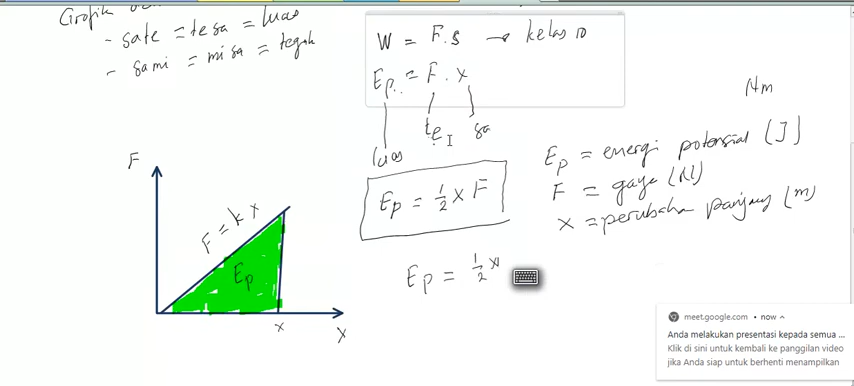 Grafik
- sate = tesa = luas
- sami = misa = tegak
W = F.s → kelas 10
Ep = F . x
te sa
luas
Nm
Ep = 1/2 x F
Ep = energi potensial (J)
F = gaya (N)
x = perubahan panjang (m)
F
F = k x
Ep
x
X
Ep = 1/2 x
meet.google.com • now
Anda melakukan presentasi kepada semua ...
Klik di sini untuk kembali ke panggilan video
jika Anda siap untuk berhenti menampilkan